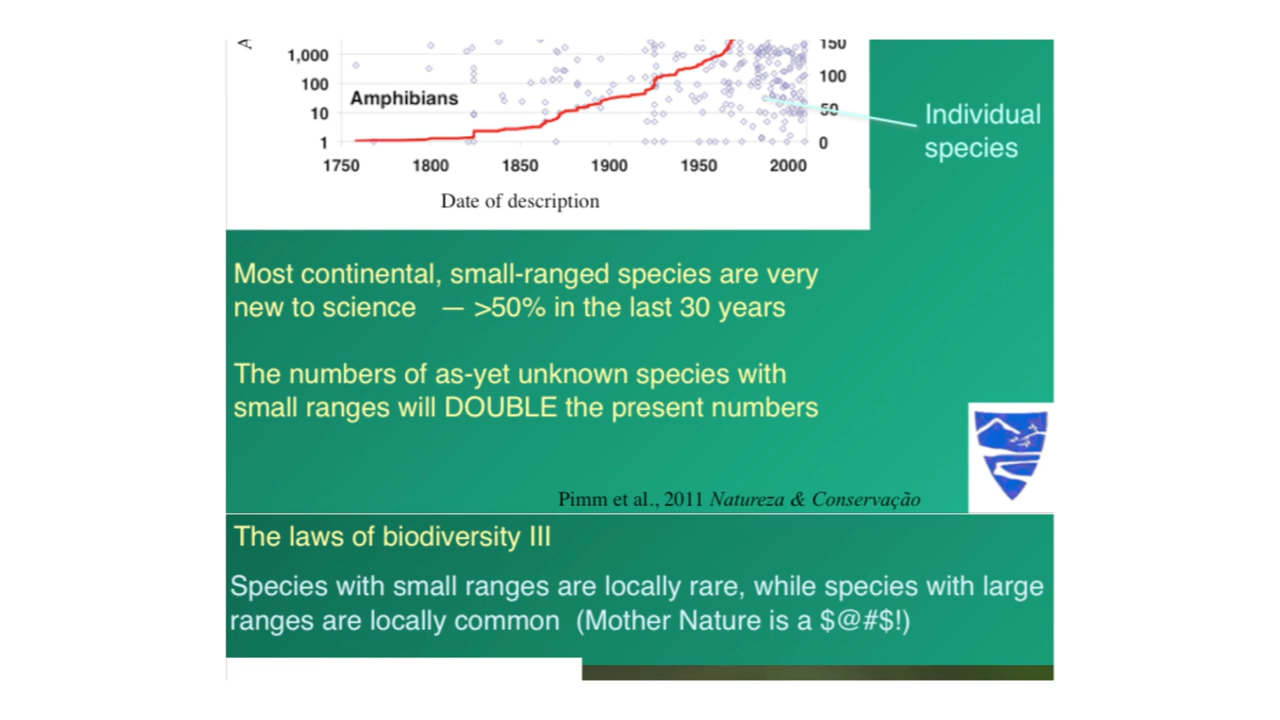 A
1,000
100
10
1
150
100
50
0
Amphibians
1750 1800 1850 1900 1950 2000
Date of description
Individual
species
Most continental, small-ranged species are very
new to science — >50% in the last 30 years
The numbers of as-yet unknown species with
small ranges will DOUBLE the present numbers
Pimm et al., 2011 Natureza & Conservação
The laws of biodiversity III
Species with small ranges are locally rare, while species with large
ranges are locally common (Mother Nature is a $@#$!)